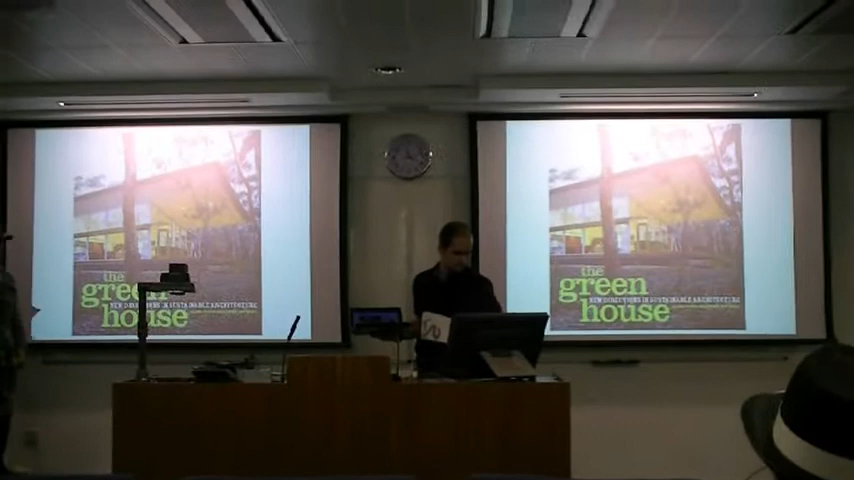 the
green
NEW DIRECTIONS IN SUSTAINABLE ARCHITECTURE
house
the
green
NEW DIRECTIONS IN SUSTAINABLE ARCHITECTURE
house